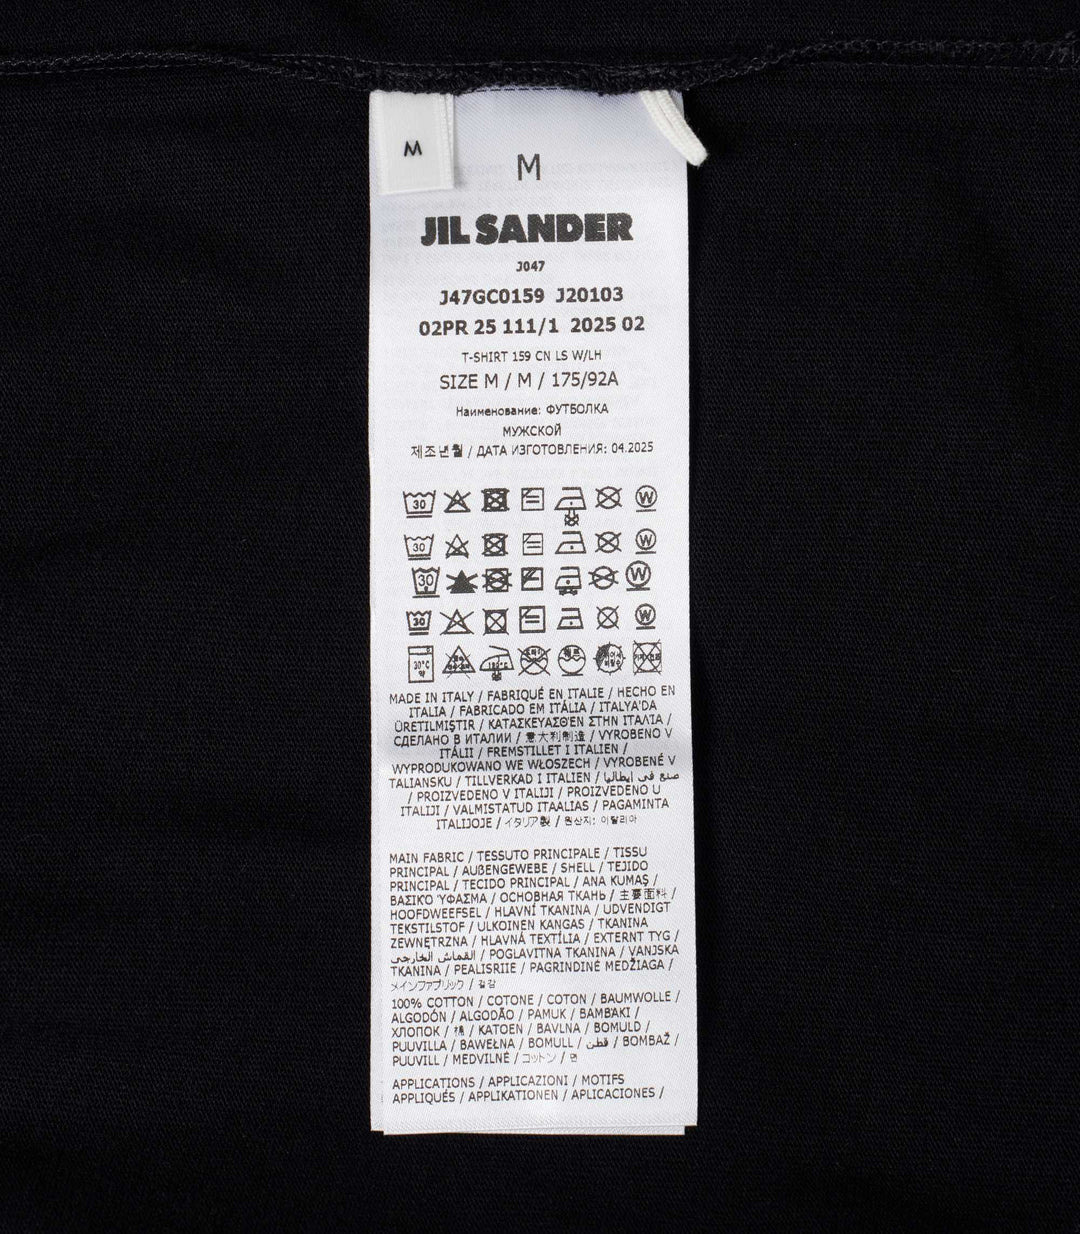 M
M
JIL SANDER
J047
J47GC0159 J20103
02PR 25 111/1 2025 02
T-SHIRT 159 CN LS W/LH
SIZE M / M / 175/92A
Наименование: ФУТБОЛКА
МУЖСКОЙ
제조년월 / ДАТА ИЗГОТОВЛЕНИЯ: 04.2025
30 W
30 W
30 W
30 W
30°C
MADE IN ITALY / FABRIQUÉ EN ITALIE / HECHO EN
ITALIA / FABRICADO EM ITÁLIA / ITALYA'DA
ÜRETILMIŞTIR / ΚΑΤΑΣΚΕΥΑΣΘΕΝ ΣΤΗΝ ΙΤΑΛΊΑ /
СДЕЛАНО В ИТАЛИИ / 意大利制造 / VYROBENO V
ITÁLII / FREMSTILLET I ITALIEN /
WYPRODUKOWANO WE WŁOSZECH / VYROBENÉ V
TALIANSKU / TILLVERKAD I ITALIEN / صنع في إيطاليا
/ PROIZVEDENO V ITALIJI / PROIZVEDENO U
ITALIJI / VALMISTATUD ITAALIAS / PAGAMINTA
ITALIJOJE / イタリア製 / 원산지: 이탈리아
MAIN FABRIC / TESSUTO PRINCIPALE / TISSU
PRINCIPAL / AUßENGEWEBE / SHELL / TEJIDO
PRINCIPAL / TECIDO PRINCIPAL / ANA KUMAŞ /
ΒΑΣΙΚΌ ΎΦΑΣΜΑ / ОСНОВНАЯ ТКАНЬ / 主要面料 /
HOOFDWEEFSEL / HLAVNÍ TKANINA / UDVENDIGT
TEKSTILSTOF / ULKOINEN KANGAS / TKANINA
ZEWNĘTRZNA / HLAVNÁ TEXTÍLIA / EXTERNT TYG /
القماش الخارجي / POGLAVITNA TKANINA / VANJSKA
TKANINA / PEALISRIIE / PAGRINDINĖ MEDŽIAGA /
メインファブリック / 겉감
100% COTTON / COTONE / COTON / BAUMWOLLE /
ALGODÓN / ALGODÃO / PAMUK / ΒΑΜΒΆΚΙ /
ХЛОПОК / 棉 / KATOEN / BAVLNA / BOMULD /
PUUVILLA / BAWEŁNA / BOMULL / قطن / BOMBAŽ /
PUUVILL / MEDVILNĖ / コットン / 면
APPLICATIONS / APPLICAZIONI / MOTIFS
APPLIQUÉS / APPLIKATIONEN / APLICACIONES /